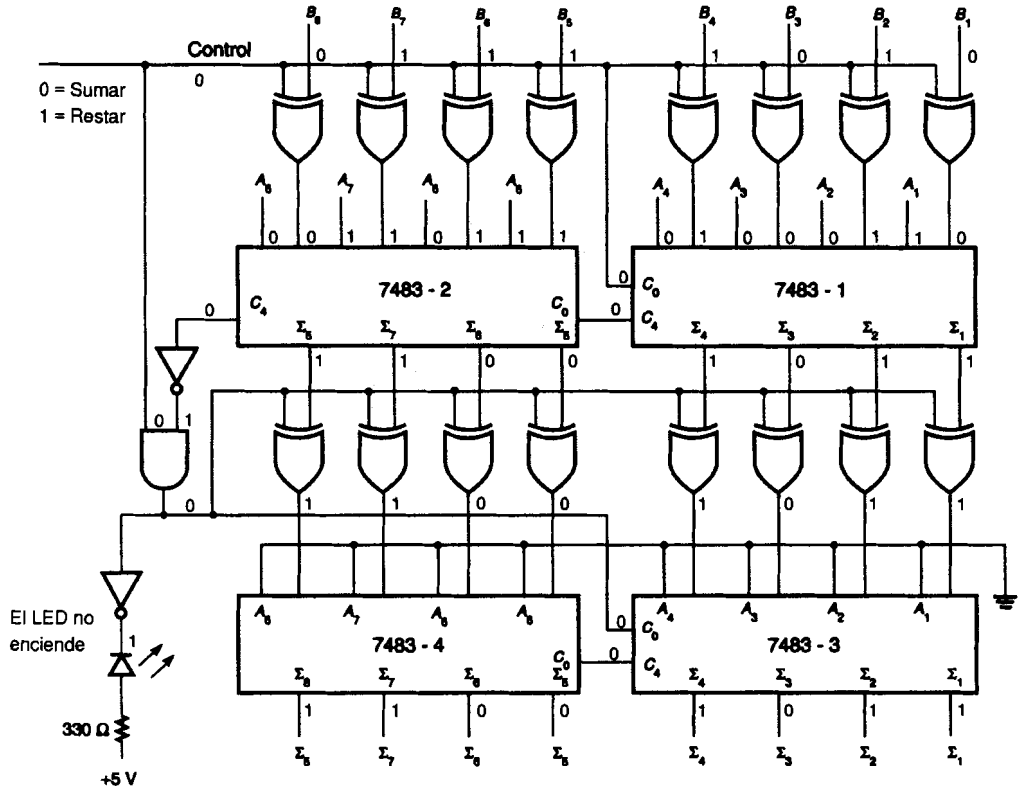 B₈ B₇ B₆ B₅ B₄ B₃ B₂ B₁
Control
0 1 1 1 1 0 1 0
0
0 = Sumar
1 = Restar
A₈ A₇ A₆ A₅ A₄ A₃ A₂ A₁
0 0 1 1 0 1 1 1 0 1 0 0 0 1 1 0
7483 - 2
7483 - 1
0 C₀
0 C₄ C₀ 0 C₄
Σ₈ Σ₇ Σ₆ Σ₅ Σ₄ Σ₃ Σ₂ Σ₁
1 1 0 0 1 0 1 1
0 1
0 1 1 0 0 1 0 1 1
A₈ A₇ A₆ A₅ A₄ A₃ A₂ A₁
El LED no
enciende
1
7483 - 4
7483 - 3
0 C₀
C₀ 0 C₄
Σ₈ Σ₇ Σ₆ Σ₅ Σ₄ Σ₃ Σ₂ Σ₁
1 1 0 0 1 0 1 1
330 Ω
Σ₈ Σ₇ Σ₆ Σ₅ Σ₄ Σ₃ Σ₂ Σ₁
+5 V